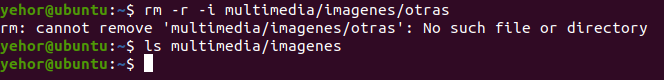 yehor@ubuntu:~$ rm -r -i multimedia/imagenes/otras
rm: cannot remove 'multimedia/imagenes/otras': No such file or directory
yehor@ubuntu:~$ ls multimedia/imagenes
yehor@ubuntu:~$